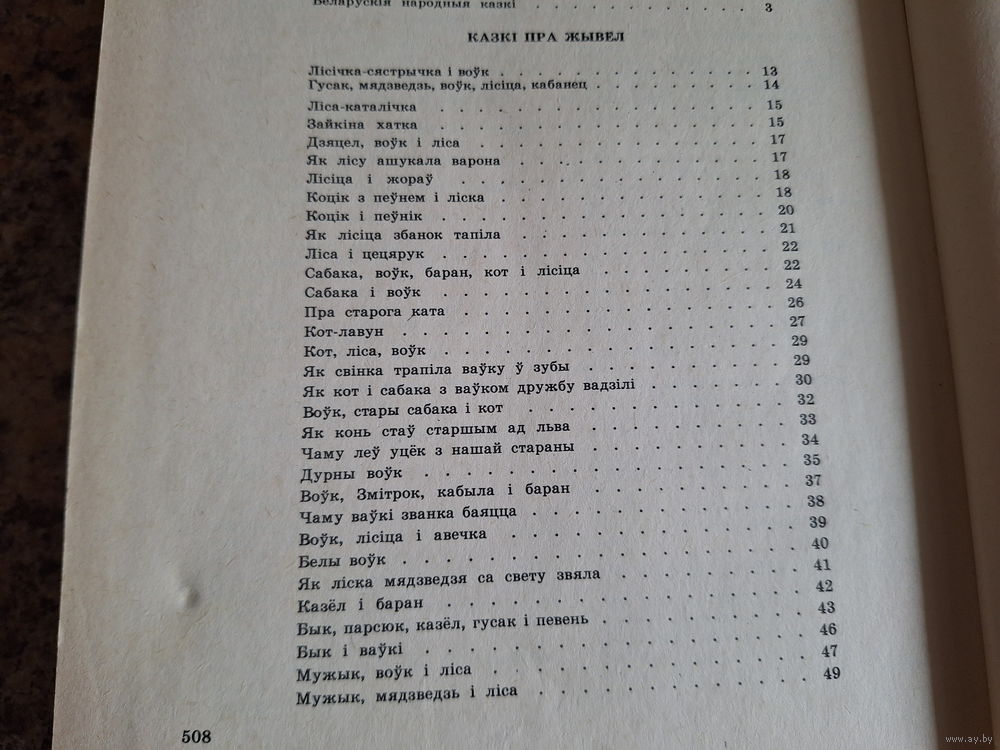 Беларускія народныя казкі . . . . . . . . . . 3
КАЗКІ ПРА ЖЫВЁЛ
Лісічка-сястрычка і воўк . . . . . . . . . . 13
Гусак, мядзведзь, воўк, лісіца, кабанец . . . . . . . 14
Ліса-каталічка . . . . . . . . . . . . 15
Зайкіна хатка . . . . . . . . . . . . 15
Дзяцел, воўк і ліса . . . . . . . . . . . 17
Як лісу ашукала варона . . . . . . . . . . 17
Лісіца і жораў . . . . . . . . . . . . 18
Коцік з пеўнем і ліска . . . . . . . . . . 18
Коцік і пеўнік . . . . . . . . . . . . 20
Як лісіца збанок тапіла . . . . . . . . . . 21
Ліса і цецярук . . . . . . . . . . . . 22
Сабака, воўк, баран, кот і лісіца . . . . . . . . 22
Сабака і воўк . . . . . . . . . . . . 24
Пра старога ката . . . . . . . . . . . 26
Кот-лавун . . . . . . . . . . . . . 27
Кот, ліса, воўк . . . . . . . . . . . . 29
Як свінка трапіла ваўку ў зубы . . . . . . . . 29
Як кот і сабака з ваўком дружбу вадзілі . . . . . . 30
Воўк, стары сабака і кот . . . . . . . . . . 32
Як конь стаў старшым ад льва . . . . . . . . 33
Чаму леў уцёк з нашай стараны . . . . . . . . 34
Дурны воўк . . . . . . . . . . . . . 35
Воўк, Змітрок, кабыла і баран . . . . . . . . 37
Чаму ваўкі званка баяцца . . . . . . . . . . 38
Воўк, лісіца і авечка . . . . . . . . . . . 39
Белы воўк . . . . . . . . . . . . . 40
Як ліска мядзведзя са свету звяла . . . . . . . 41
Казёл і баран . . . . . . . . . . . . 42
Бык, парсюк, казёл, гусак і певень . . . . . . . . 43
Бык і ваўкі . . . . . . . . . . . . . 46
Мужык, воўк і ліса . . . . . . . . . . . 47
Мужык, мядзведзь і ліса . . . . . . . . . . 49
508
www.ay.by